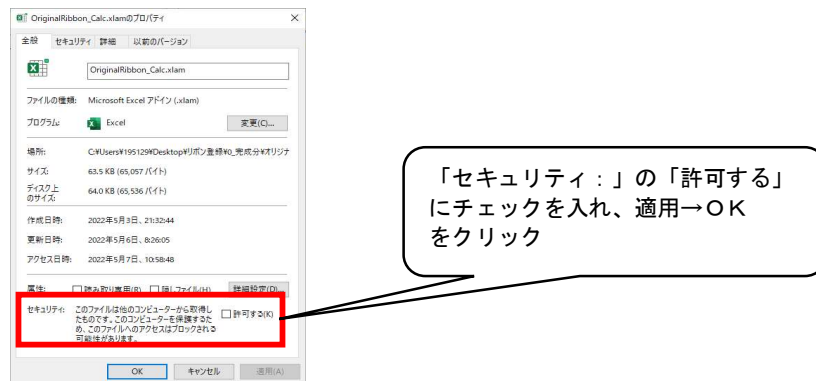 OriginalRibbon_Calc.xlamのプロパティ
全般 セキュリティ 詳細 以前のバージョン
OriginalRibbon_Calc.xlam
ファイルの種類: Microsoft Excel アドイン (.xlam)
プログラム: Excel 変更(C)...
場所: C:¥Users¥195129¥Desktop¥リボン登録¥0_完成分¥オリジナ
サイズ: 63.5 KB (65,057 バイト)
ディスク上
のサイズ: 64.0 KB (65,536 バイト)
作成日時: 2022年5月3日、21:32:44
更新日時: 2022年5月6日、8:26:05
アクセス日時: 2022年5月7日、10:58:48
属性: 読み取り専用(R) 隠しファイル(H) 詳細設定(D)...
セキュリティ: このファイルは他のコンピューターから取得し
たものです。このコンピューターを保護するた
め、このファイルへのアクセスはブロックされる
可能性があります。
許可する(K)
OK キャンセル 適用(A)
「セキュリティ:」の「許可する」
にチェックを入れ、適用→OK
をクリック